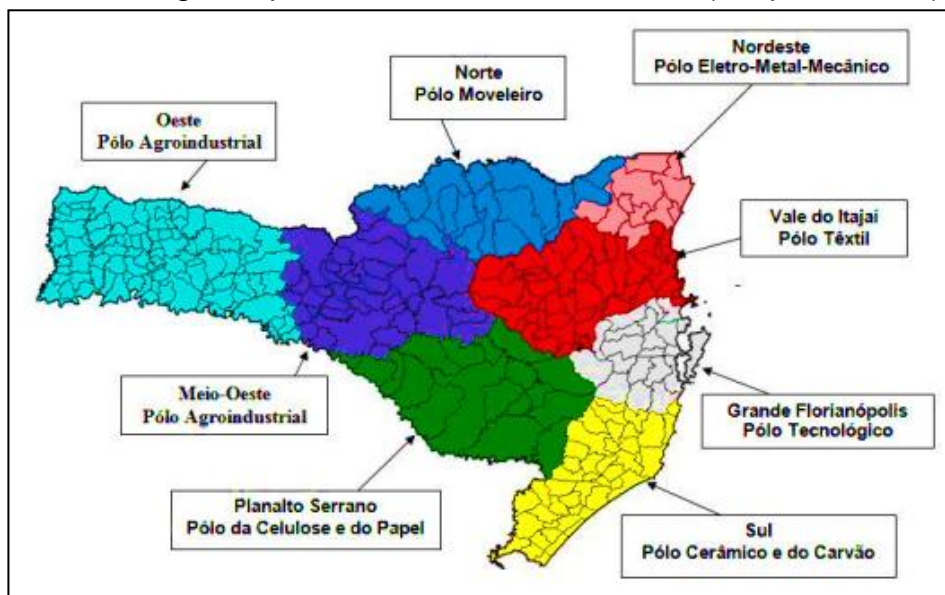 Nordeste
Pólo Eletro-Metal-Mecânico
Norte
Pólo Moveleiro
Oeste
Pólo Agroindustrial
Vale do Itajaí
Pólo Têxtil
Meio-Oeste
Pólo Agroindustrial
Grande Florianópolis
Pólo Tecnológico
Planalto Serrano
Pólo da Celulose e do Papel
Sul
Pólo Cerâmico e do Carvão